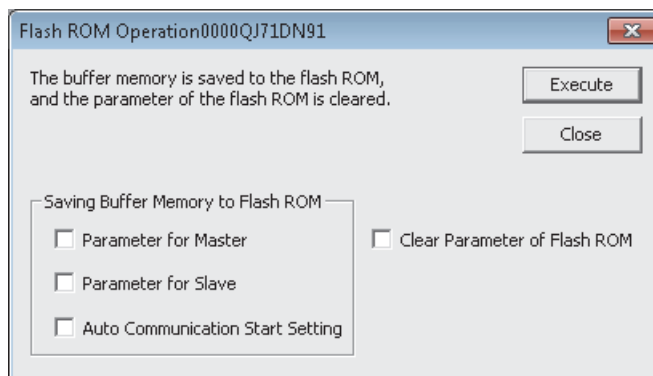 Flash ROM Operation0000QJ71DN91
The buffer memory is saved to the flash ROM,
and the parameter of the flash ROM is cleared.
Execute
Close
Saving Buffer Memory to Flash ROM
Parameter for Master
Clear Parameter of Flash ROM
Parameter for Slave
Auto Communication Start Setting